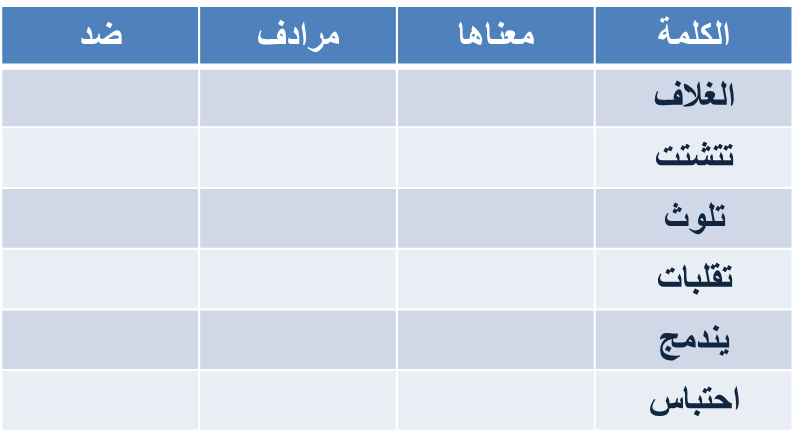 الكلمة معناها مرادف ضد
الغلاف
تتشتت
تلوث
تقلبات
يندمج
احتباس